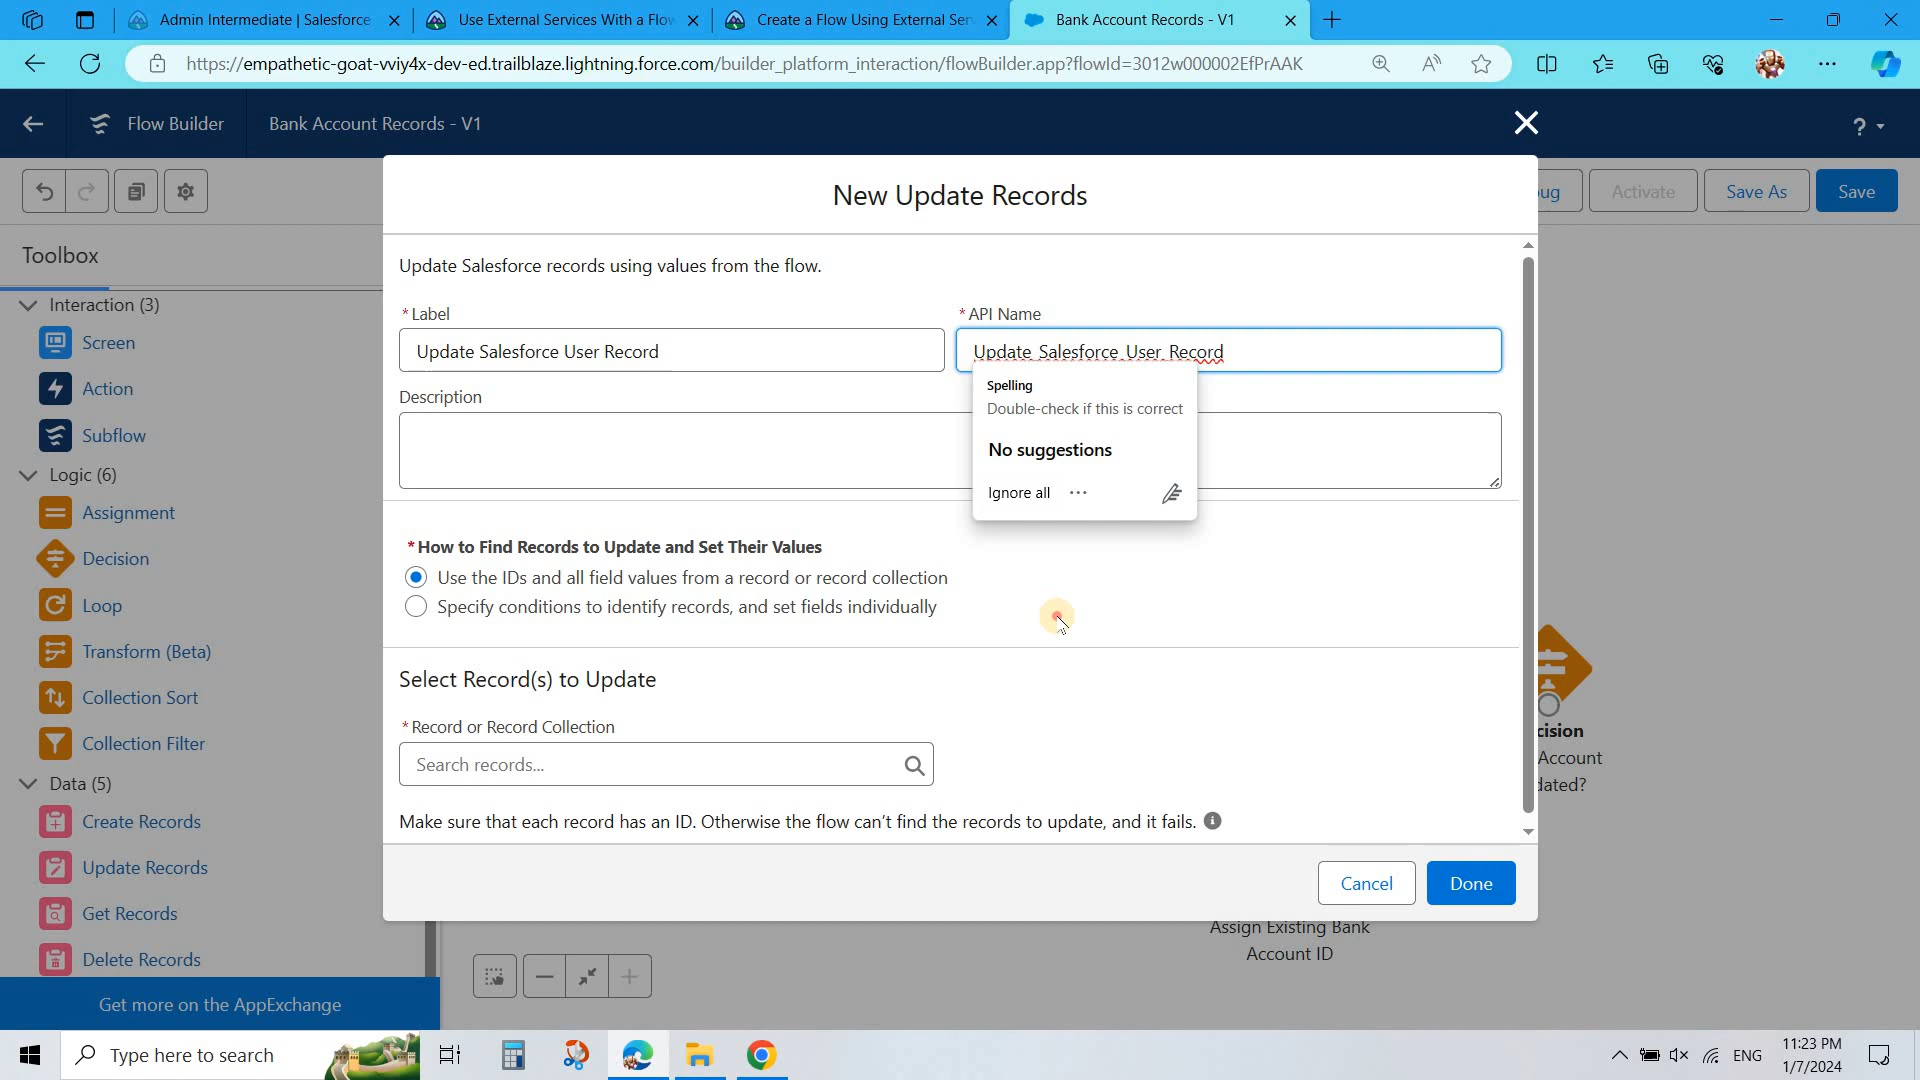 Admin Intermediate | Salesforce
Use External Services With a Flow
Create a Flow Using External Ser
Bank Account Records - V1
https://empathetic-goat-vviy4x-dev-ed.trailblaze.lightning.force.com/builder_platform_interaction/flowBuilder.app?flowId=3012w000002EfPrAAK
Flow Builder
Bank Account Records - V1
?
New Update Records
ug
Activate
Save As
Save
Toolbox
Update Salesforce records using values from the flow.
Interaction (3)
Screen
Action
Subflow
Logic (6)
Assignment
Decision
Loop
Transform (Beta)
Collection Sort
Collection Filter
Data (5)
Create Records
Update Records
Get Records
Delete Records
Get more on the AppExchange
* Label
Update Salesforce User Record
* API Name
Update_Salesforce_User_Record
Description
Spelling
Double-check if this is correct
No suggestions
Ignore all
* How to Find Records to Update and Set Their Values
Use the IDs and all field values from a record or record collection
Specify conditions to identify records, and set fields individually
Select Record(s) to Update
* Record or Record Collection
Search records...
Make sure that each record has an ID. Otherwise the flow can't find the records to update, and it fails.
Cancel
Done
cision
Account
dated?
Assign Existing Bank
Account ID
Type here to search
ENG
11:23 PM
1/7/2024